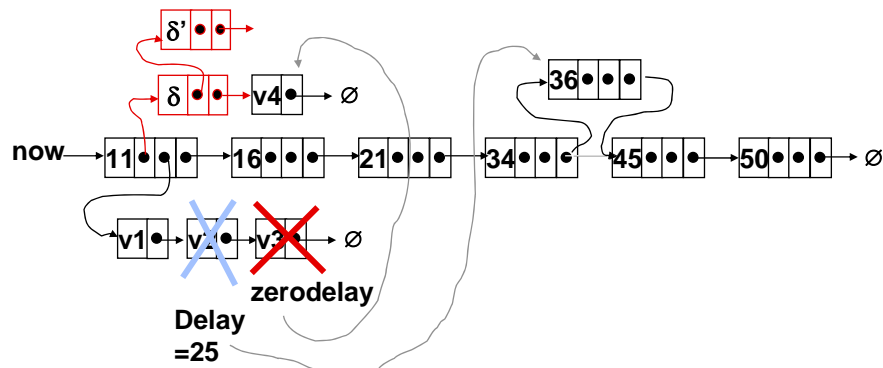 δ’
δ v4 ∅
36
now 11 16 21 34 45 50 ∅
v1 v2 v3 ∅
zerodelay
Delay
=25